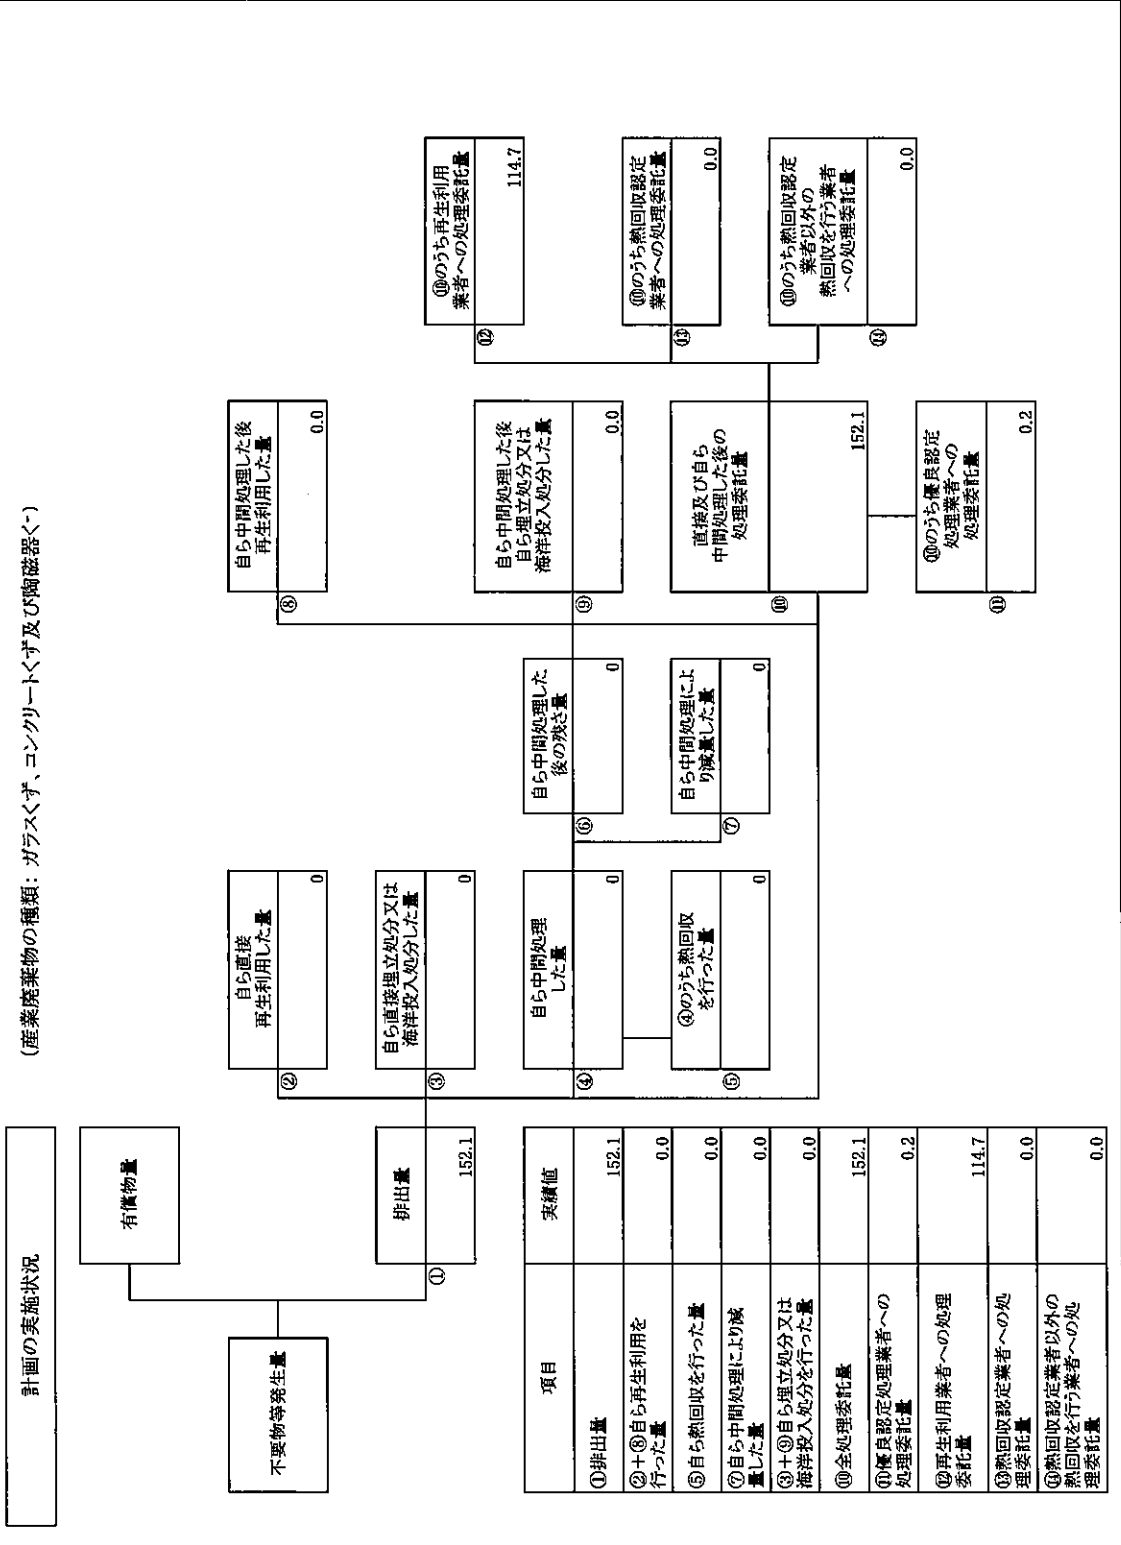 計画の実施状況
(産業廃棄物の種類: ガラスくず、コンクリートくず及び陶磁器くず)
不要物等発生量
有償物量
①
排出量
152.1
②
自ら直接
再生利用した量
0
③
自ら直接埋立処分又は
海洋投入処分した量
0
④
自ら中間処理
した量
0
⑤
④のうち熱回収
を行った量
0
⑥
自ら中間処理した
後の残さ量
0
⑦
自ら中間処理によ
り減量した量
0
⑧
自ら中間処理した後
再生利用した量
0.0
⑨
自ら中間処理した後
自ら埋立処分又は
海洋投入処分した量
0.0
⑩
直接及び自ら
中間処理した後の
処理委託量
152.1
⑪
⑩のうち優良認定
処理業者への
処理委託量
0.2
⑫
⑩のうち再生利用
業者への処理委託量
114.7
⑬
⑩のうち熱回収認定
業者への処理委託量
0.0
⑭
⑩のうち熱回収認定
業者以外の
熱回収を行う業者
への処理委託量
0.0
項目
実績値
①排出量
152.1
②+⑧自ら再生利用を
行った量
0.0
⑤自ら熱回収を行った量
0.0
⑦自ら中間処理により減
量した量
0.0
③+⑨自ら埋立処分又は
海洋投入処分を行った量
0.0
⑩全処理委託量
152.1
⑪優良認定処理業者への
処理委託量
0.2
⑫再生利用業者への処理
委託量
114.7
⑬熱回収認定業者への処
理委託量
0.0
⑭熱回収認定業者以外の
熱回収を行う業者への処
理委託量
0.0